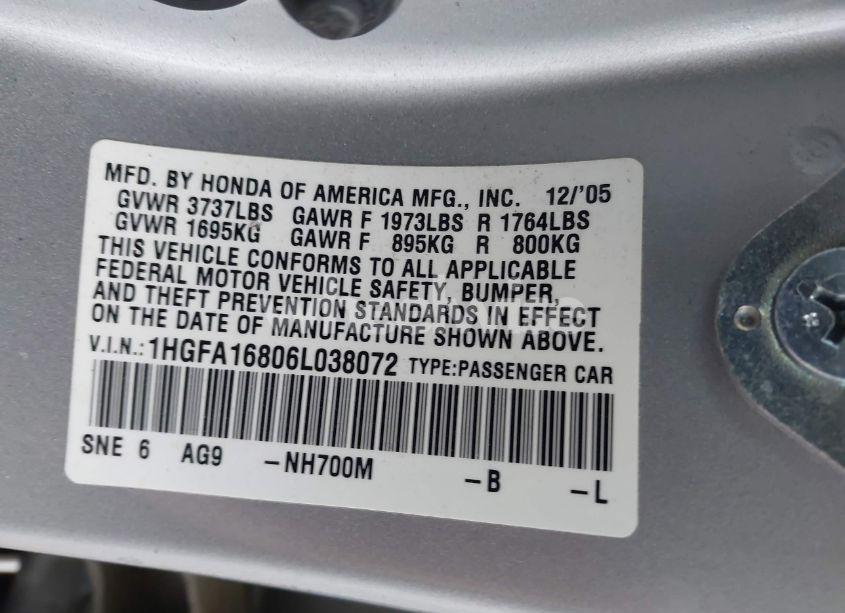 MFD. BY HONDA OF AMERICA MFG., INC. 12/'05
GVWR 3737LBS GAWR F 1973LBS R 1764LBS
GVWR 1695KG GAWR F 895KG R 800KG
THIS VEHICLE CONFORMS TO ALL APPLICABLE
FEDERAL MOTOR VEHICLE SAFETY, BUMPER,
AND THEFT PREVENTION STANDARDS IN EFFECT
ON THE DATE OF MANUFACTURE SHOWN ABOVE.
V.I.N.: 1HGFA16806L038072 TYPE:PASSENGER CAR
SNE 6 AG9 -NH700M -B -L